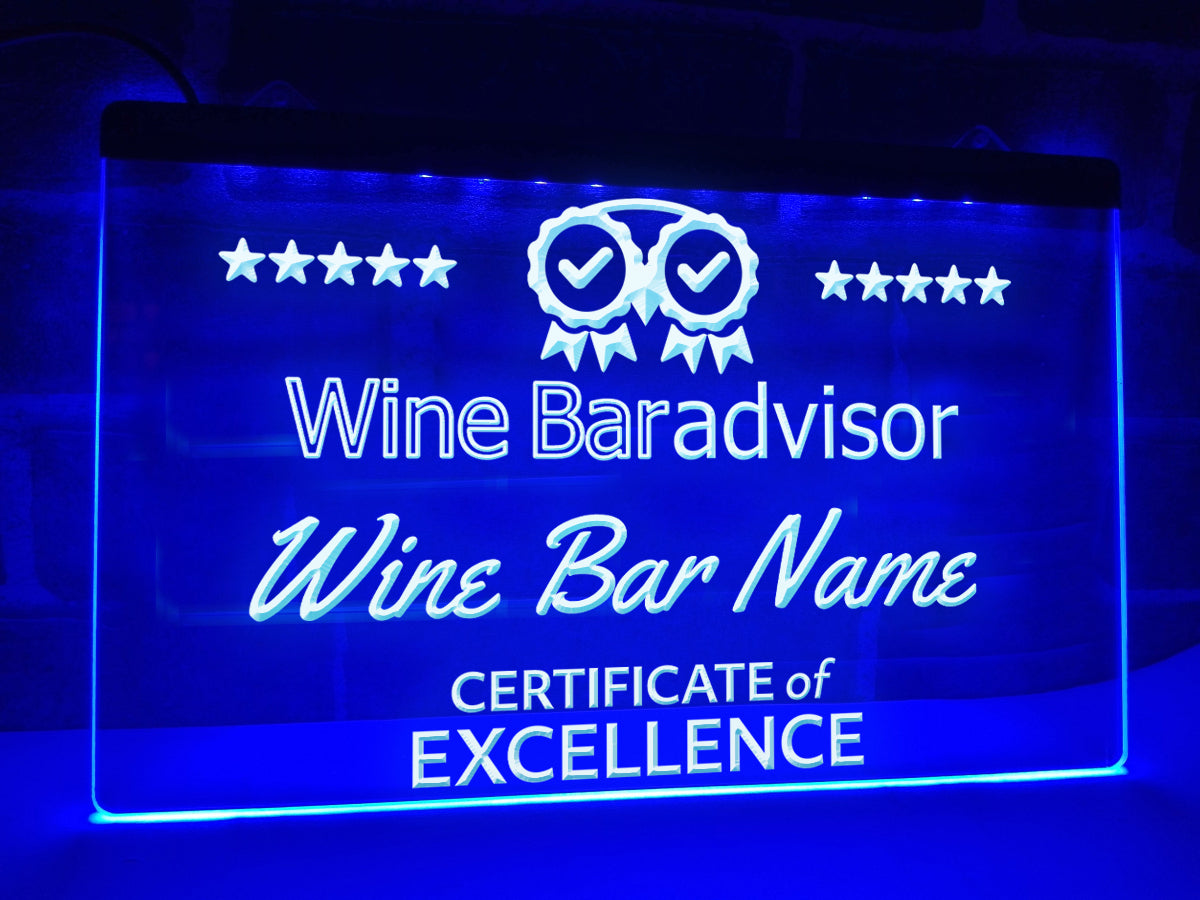 Wine Baradvisor
Wine Bar Name
CERTIFICATE of
EXCELLENCE